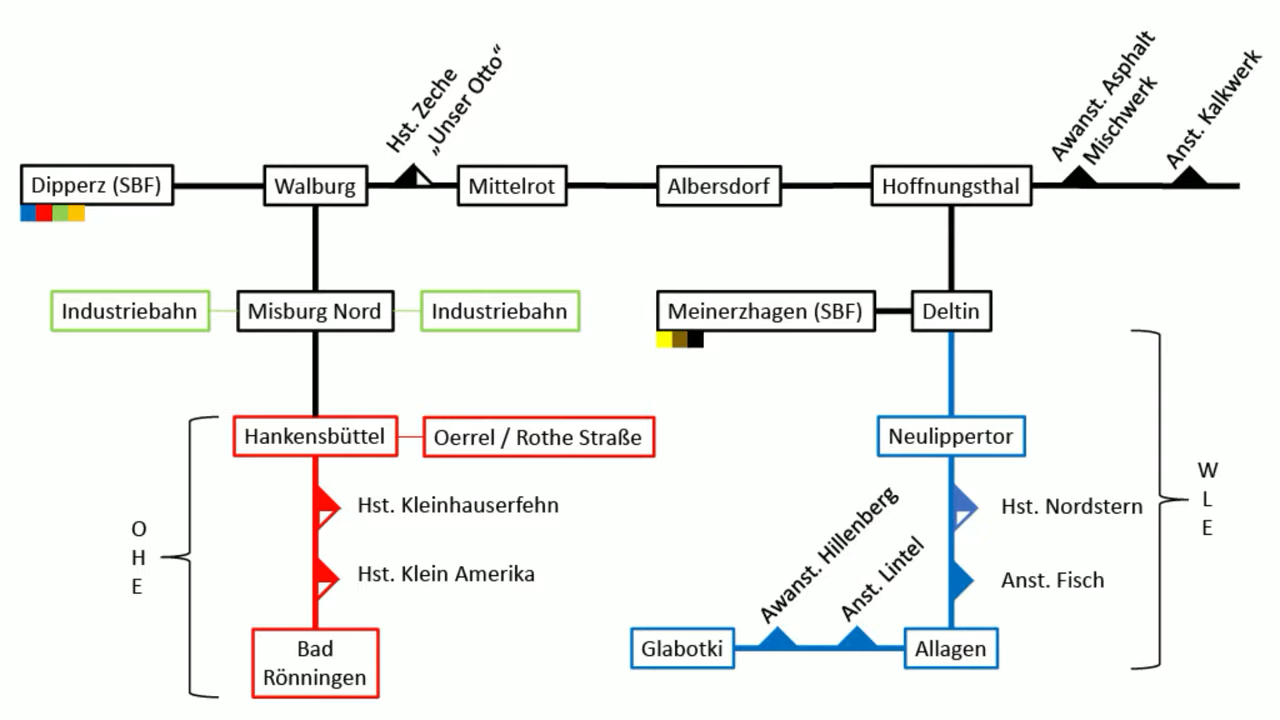 Hst. Zeche
„Unser Otto“
Awanst. Asphalt
Mischwerk
Anst. Kalkwerk
Dipperz (SBF)
Walburg
Mittelrot
Albersdorf
Hoffnungsthal
Industriebahn
Misburg Nord
Industriebahn
Meinerzhagen (SBF)
Deltin
Hankensbüttel
Oerrel / Rothe Straße
Neulippertor
Hst. Kleinhauserfehn
Hst. Nordstern
Hst. Klein Amerika
Anst. Fisch
O
H
E
W
L
E
Awanst. Hillenberg
Anst. Lintel
Bad
Rönningen
Glabotki
Allagen